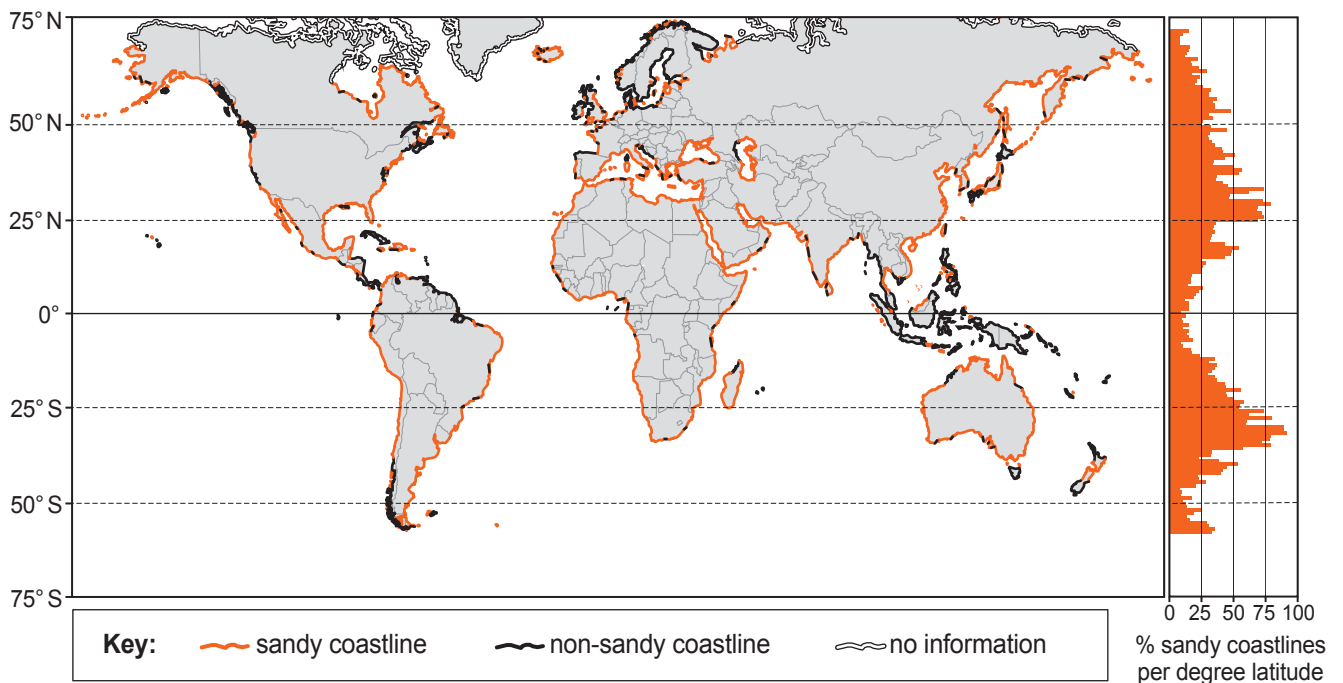 75° N
50° N
25° N
0°
25° S
50° S
75° S
0 25 50 75 100
% sandy coastlines
per degree latitude
Key: sandy coastline non-sandy coastline no information